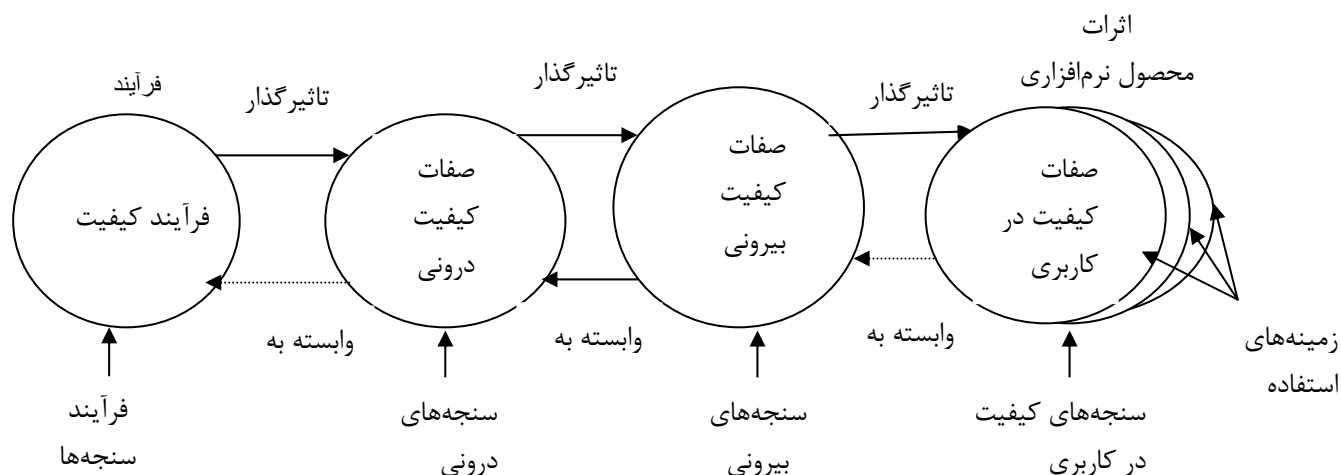 اثرات
محصول نرم‌افزاری
فرآیند
تاثیرگذار
تاثیرگذار
تاثیرگذار
فرآیند کیفیت
صفات
کیفیت
درونی
صفات
کیفیت
بیرونی
صفات
کیفیت در
کاربری
وابسته به
وابسته به
وابسته به
زمینه‌های
استفاده
فرآیند
سنجه‌ها
سنجه‌های
درونی
سنجه‌های
بیرونی
سنجه‌های کیفیت
در کاربری